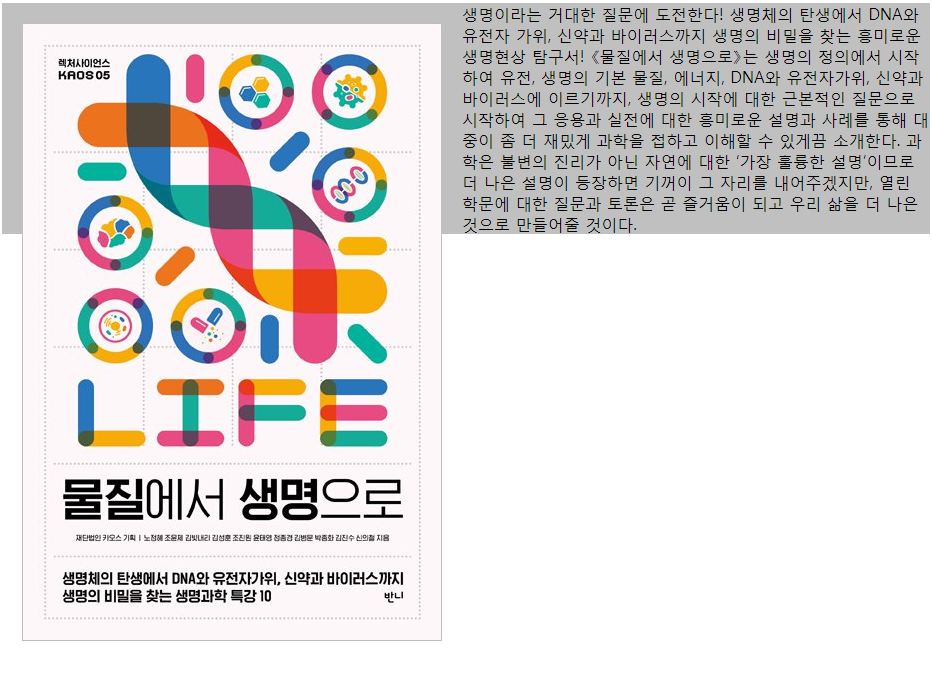 렉처사이언스
KAOS 05
LIFE
물질에서 생명으로
재단법인 카오스 기획 | 노정혜 조윤제 김빛내리 김성훈 조진원 윤태영 정종경 김병문 박종화 김진수 신의철 지음
생명체의 탄생에서 DNA와 유전자가위, 신약과 바이러스까지
생명의 비밀을 찾는 생명과학 특강 10
반니
생명이라는 거대한 질문에 도전한다! 생명체의 탄생에서 DNA와
유전자 가위, 신약과 바이러스까지 생명의 비밀을 찾는 흥미로운
생명현상 탐구서! 《물질에서 생명으로》는 생명의 정의에서 시작
하여 유전, 생명의 기본 물질, 에너지, DNA와 유전자가위, 신약과
바이러스에 이르기까지, 생명의 시작에 대한 근본적인 질문으로
시작하여 그 응용과 실전에 대한 흥미로운 설명과 사례를 통해 대
중이 좀 더 재밌게 과학을 접하고 이해할 수 있게끔 소개한다. 과
학은 불변의 진리가 아닌 자연에 대한 ‘가장 훌륭한 설명’이므로
더 나은 설명이 등장하면 기꺼이 그 자리를 내어주겠지만, 열린
학문에 대한 질문과 토론은 곧 즐거움이 되고 우리 삶을 더 나은
것으로 만들어줄 것이다.